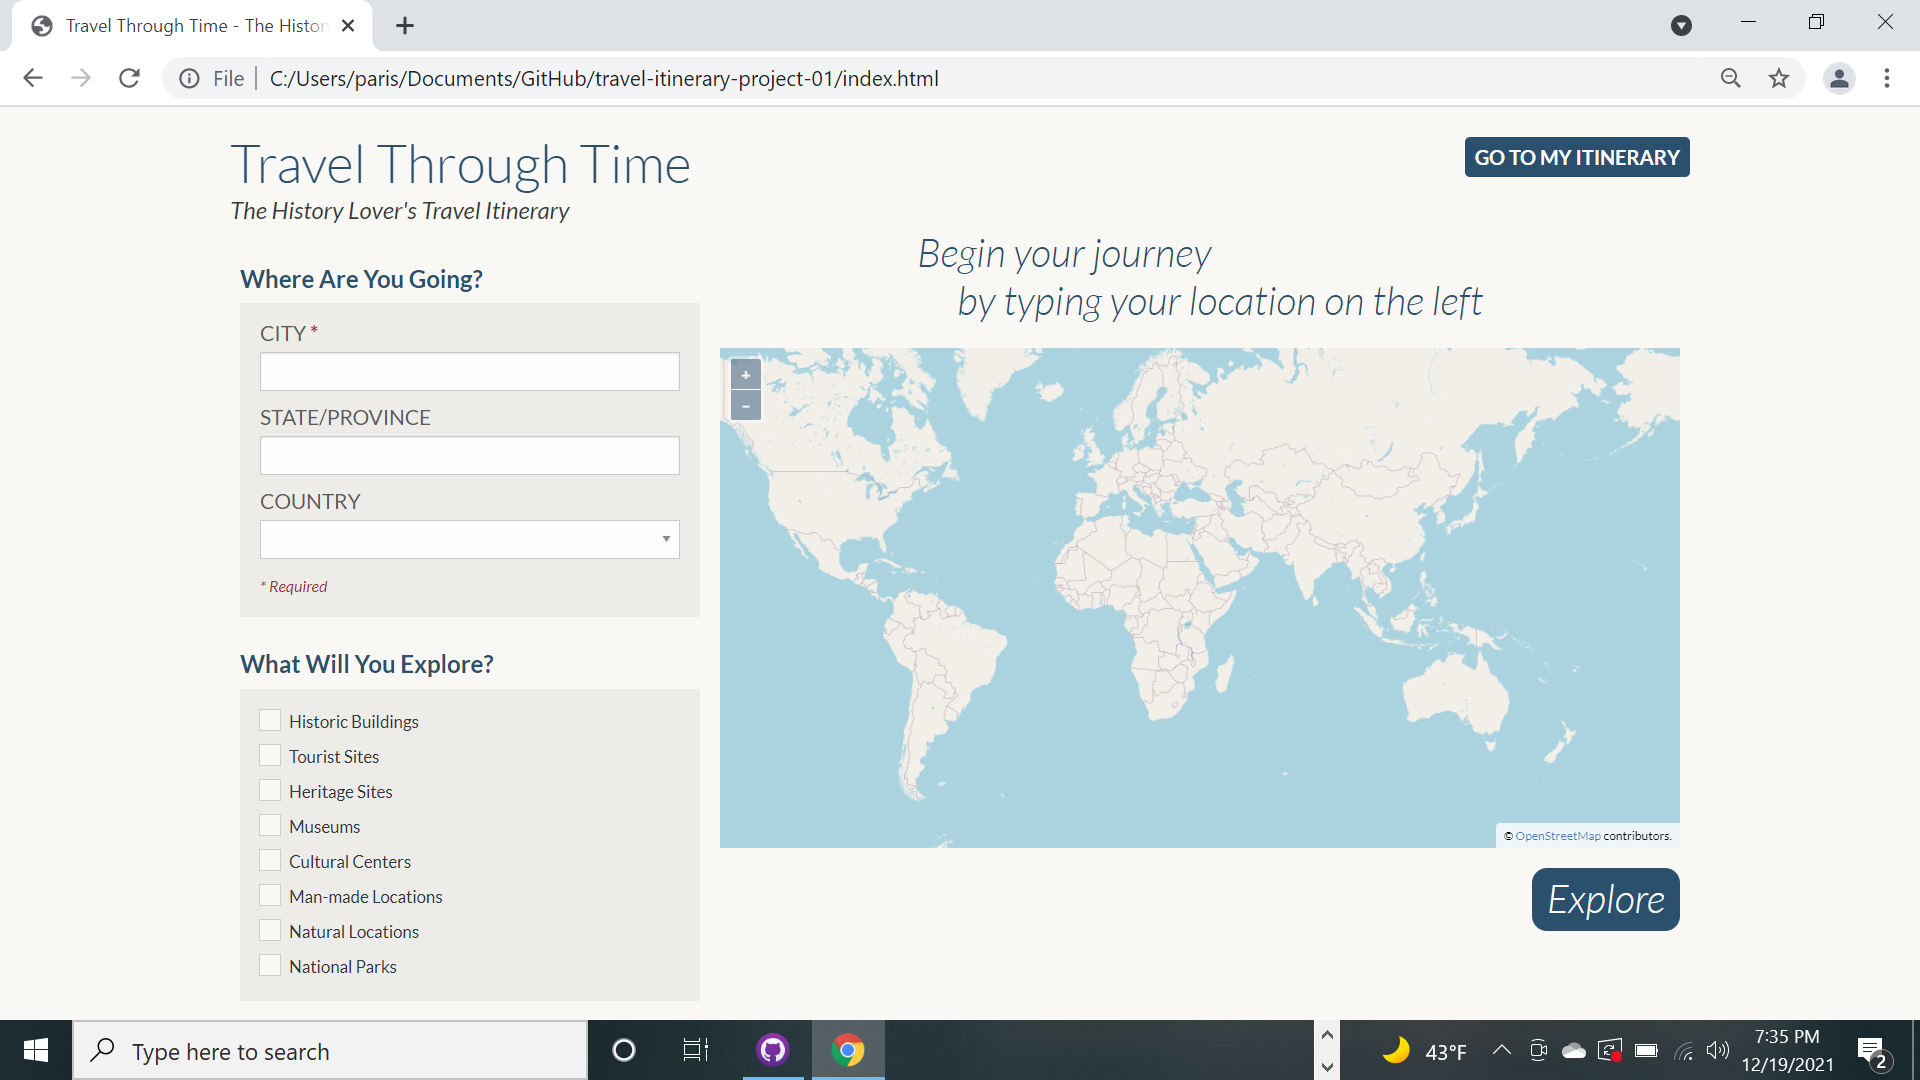 Travel Through Time - The Histor
File
C:/Users/paris/Documents/GitHub/travel-itinerary-project-01/index.html
Travel Through Time
The History Lover's Travel Itinerary
GO TO MY ITINERARY
Begin your journey
by typing your location on the left
Where Are You Going?
CITY *
STATE/PROVINCE
COUNTRY
* Required
What Will You Explore?
Historic Buildings
Tourist Sites
Heritage Sites
Museums
Cultural Centers
Man-made Locations
Natural Locations
National Parks
+
-
© OpenStreetMap contributors.
Explore
Type here to search
43°F
7:35 PM
12/19/2021
2